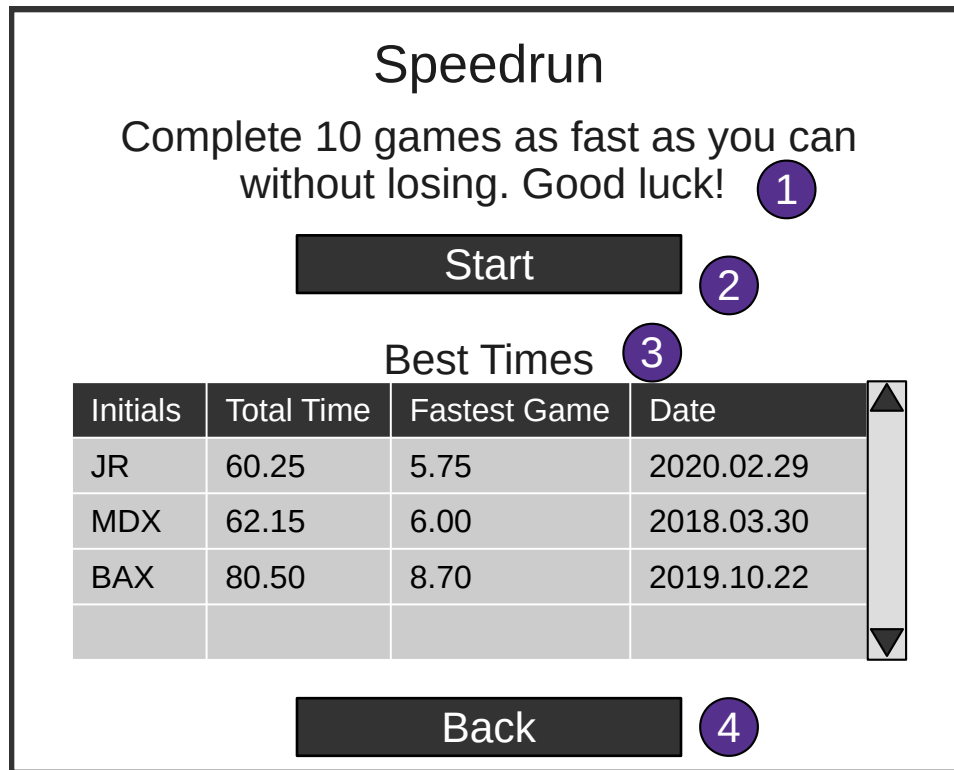 Speedrun
Complete 10 games as fast as you can
without losing. Good luck! 1
Start 2
Best Times 3
Initials Total Time Fastest Game Date
JR 60.25 5.75 2020.02.29
MDX 62.15 6.00 2018.03.30
BAX 80.50 8.70 2019.10.22
Back 4